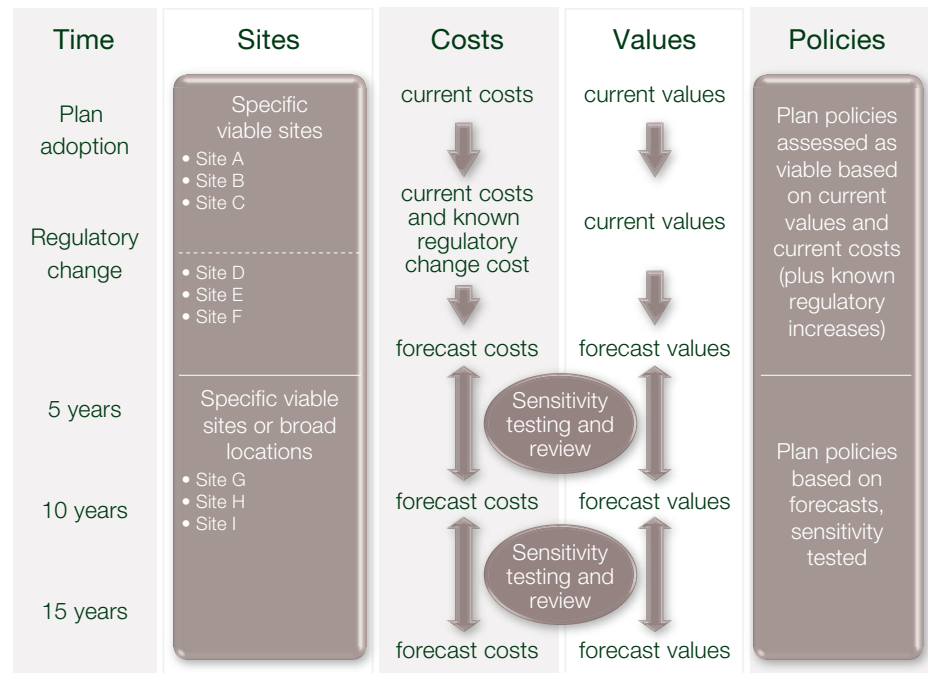 Time
Sites
Costs
Values
Policies
Plan
adoption
Regulatory
change
5 years
10 years
15 years
Specific
viable sites
• Site A
• Site B
• Site C
• Site D
• Site E
• Site F
Specific viable
sites or broad
locations
• Site G
• Site H
• Site I
current costs
current costs
and known
regulatory
change cost
forecast costs
forecast costs
forecast costs
Sensitivity
testing and
review
Sensitivity
testing and
review
current values
current values
forecast values
forecast values
forecast values
Plan policies
assessed as
viable based
on current
values and
current costs
(plus known
regulatory
increases)
Plan policies
based on
forecasts,
sensitivity
tested